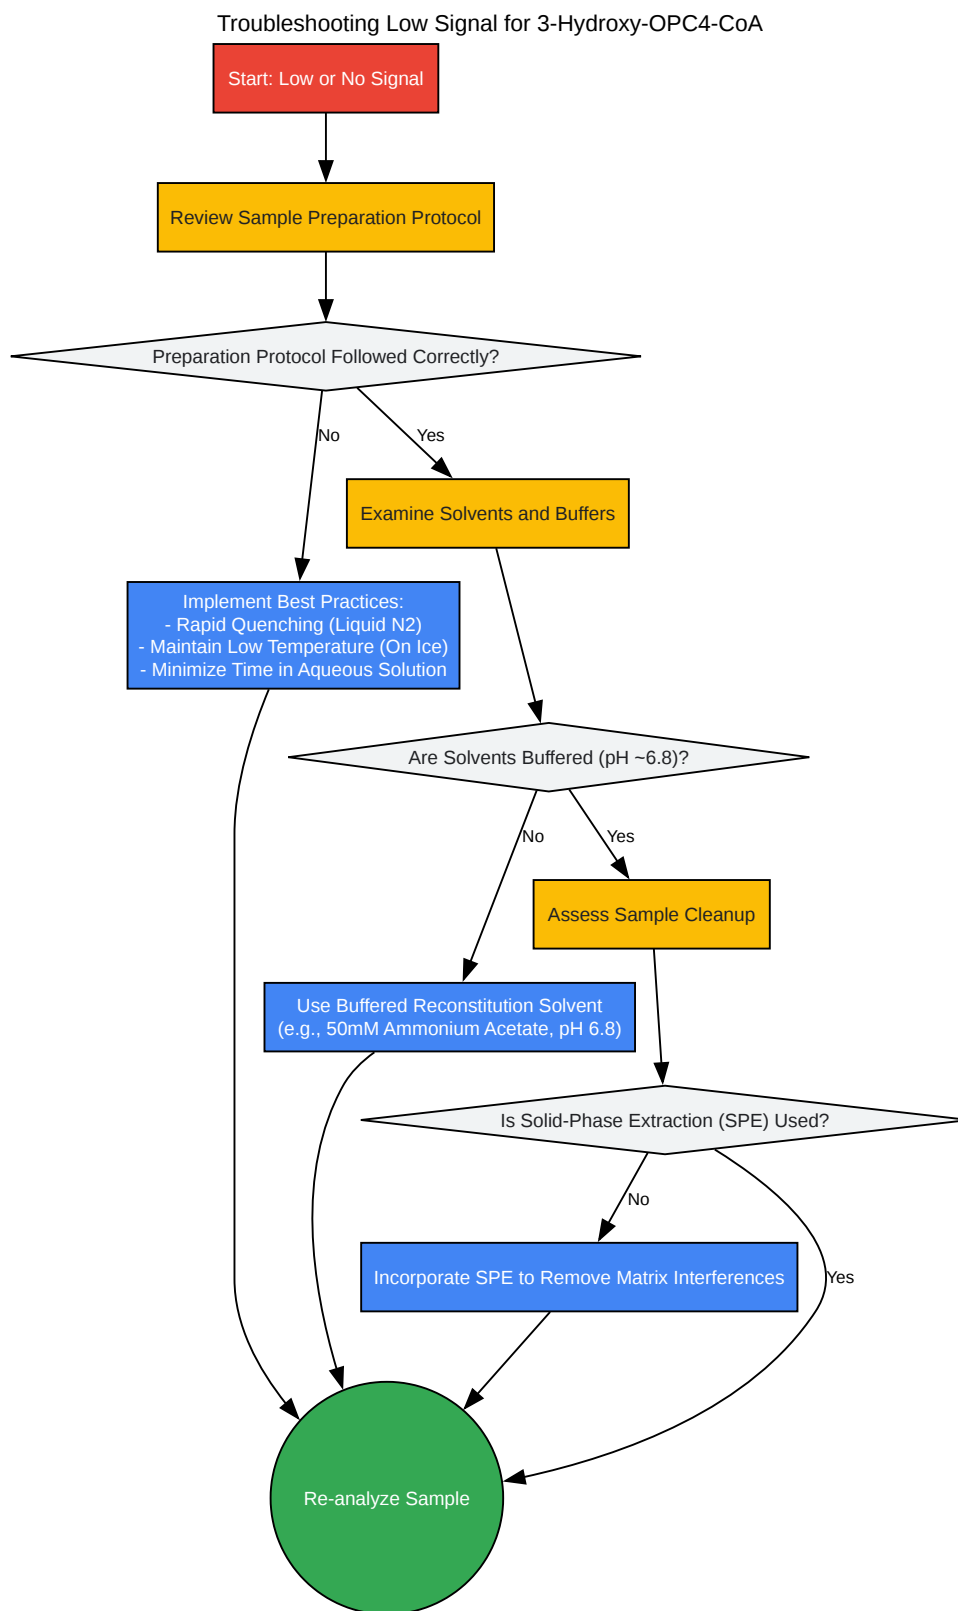 Troubleshooting Low Signal for 3-Hydroxy-OPC4-CoA
Start: Low or No Signal
Review Sample Preparation Protocol
Preparation Protocol Followed Correctly?
No
Yes
Examine Solvents and Buffers
Implement Best Practices:
- Rapid Quenching (Liquid N2)
- Maintain Low Temperature (On Ice)
- Minimize Time in Aqueous Solution
Are Solvents Buffered (pH ~6.8)?
No
Yes
Assess Sample Cleanup
Use Buffered Reconstitution Solvent
(e.g., 50mM Ammonium Acetate, pH 6.8)
Is Solid-Phase Extraction (SPE) Used?
No
Incorporate SPE to Remove Matrix Interferences
Yes
Re-analyze Sample